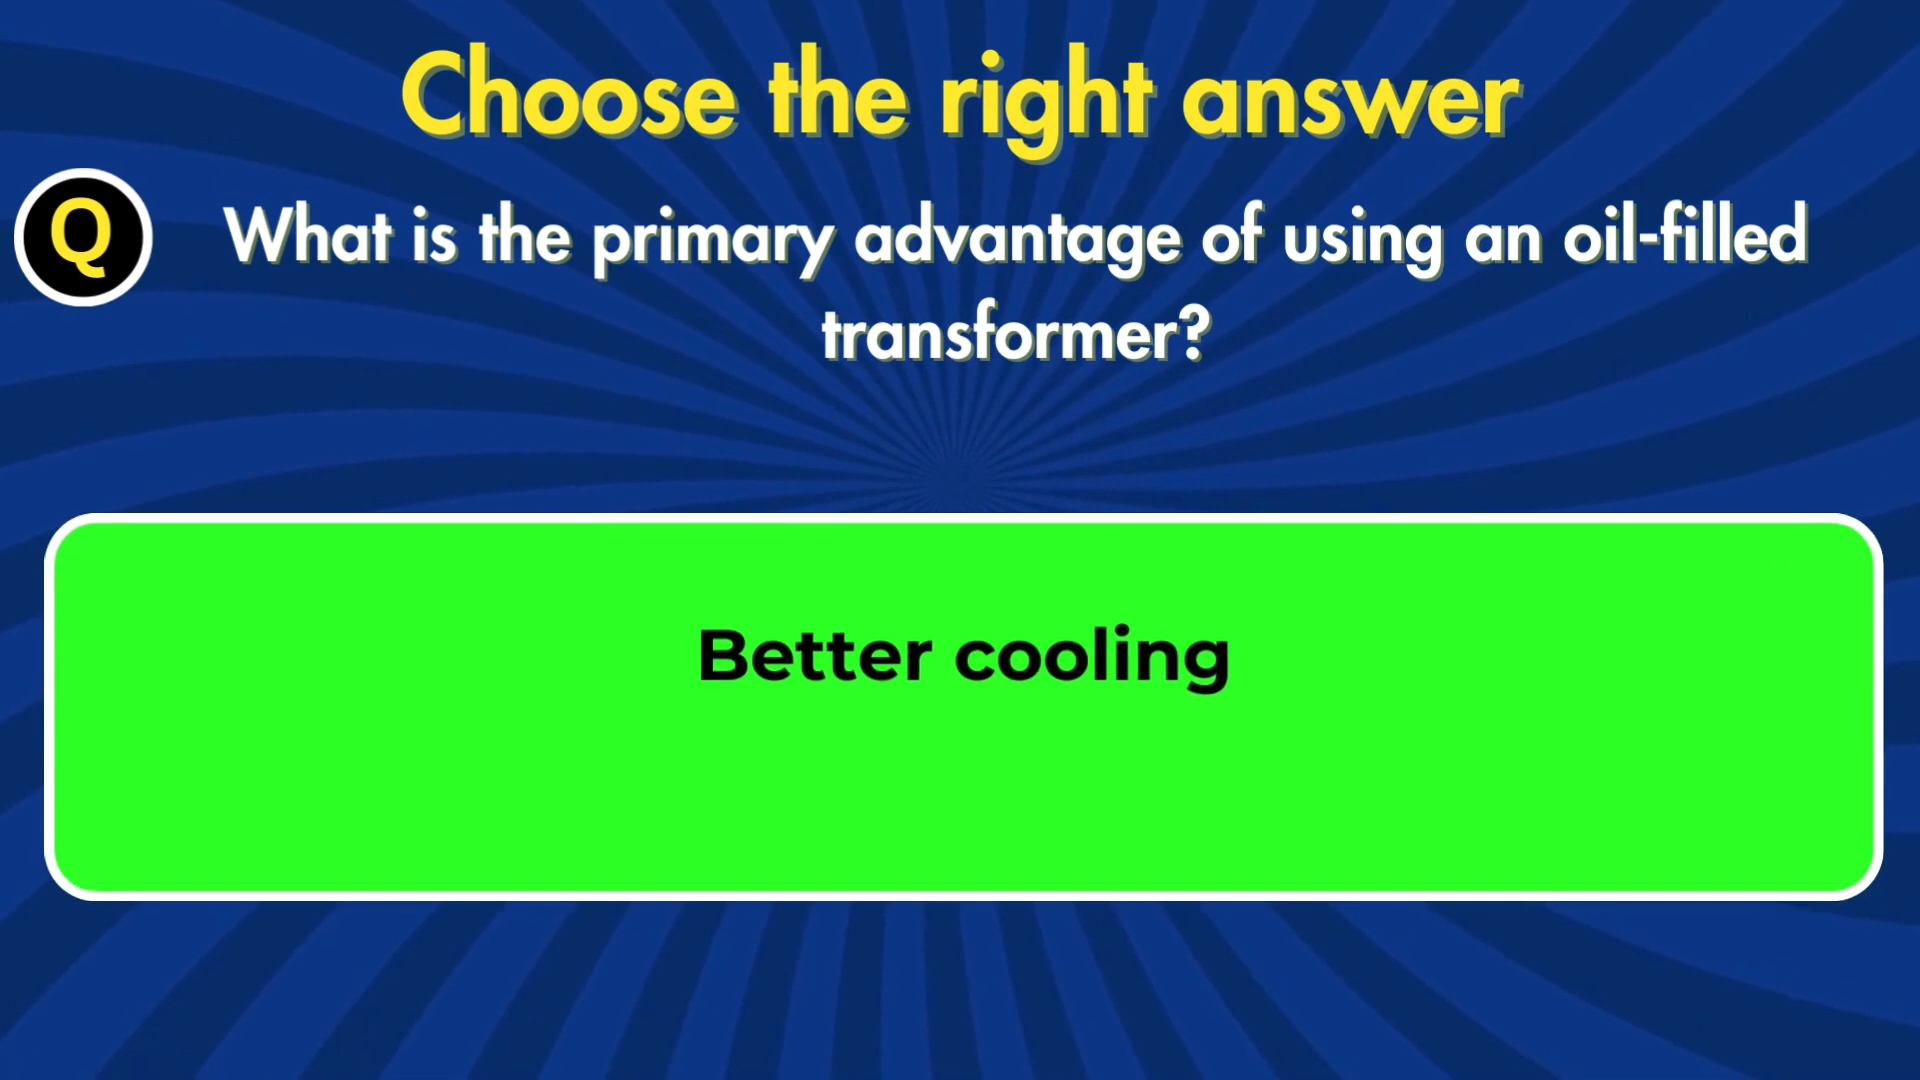 Choose the right answer
Q
What is the primary advantage of using an oil-filled
transformer?
Better cooling